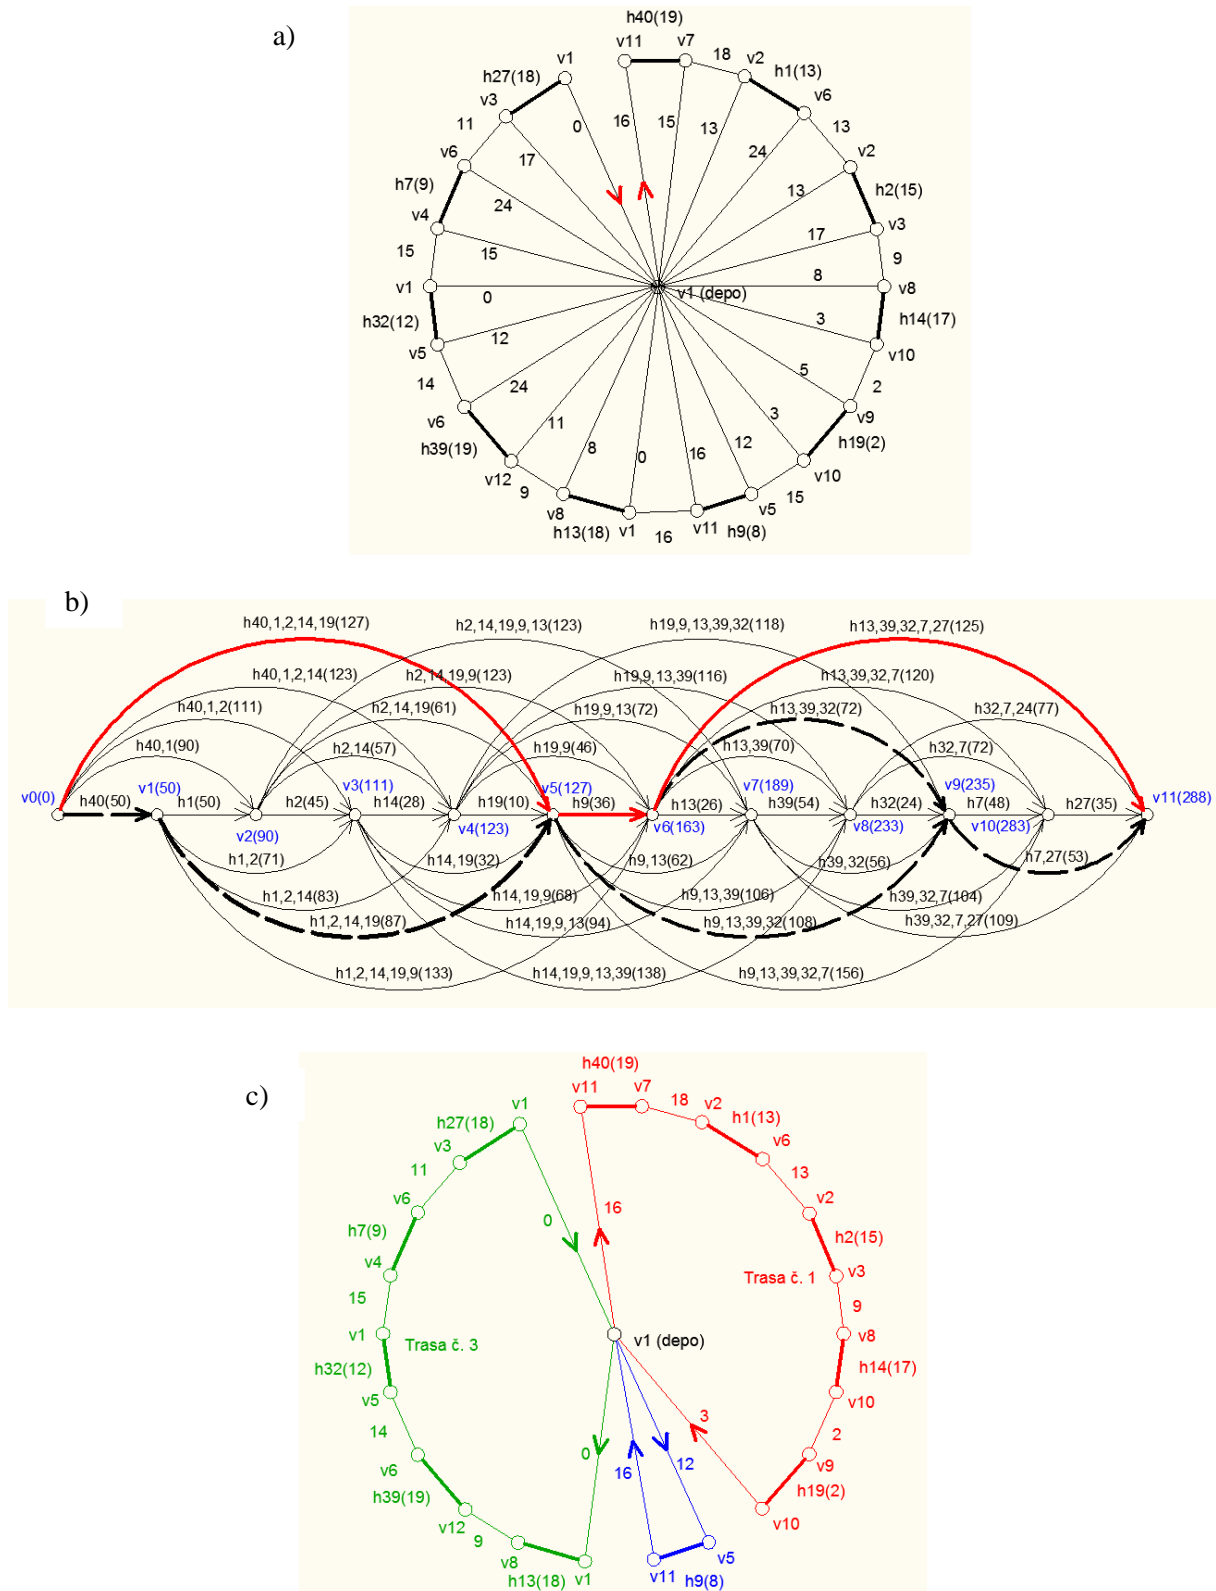 a)
h40(19)
v11 v7
18 v2
h1(13)
v6
13
v2
h2(15)
v3
9
v8
h14(17)
v10
2
v9
h19(2)
v10
15
v5
h9(8)
v11
16
v1
h13(18)
v8
9
v12
h39(19)
v6
14
v5
h32(12)
v1
15
v4
h7(9)
v6
11
v3
h27(18)
v1
0
16
15
13
24
13
17
8
3
5
3
12
16
0
8
11
24
12
0
15
24
17
v1 (depo)
b)
h40,1,2,14,19(127)
h2,14,19,9,13(123)
h19,9,13,39,32(118)
h13,39,32,7,27(125)
h40,1,2,14(123)
h2,14,19,9(123)
h19,9,13,39(116)
h13,39,32,7(120)
h40,1,2(111)
h2,14,19(61)
h19,9,13(72)
h13,39,32(72)
h32,7,24(77)
h40,1(90)
h2,14(57)
h19,9(46)
h13,39(70)
h32,7(72)
v0(0)
v1(50)
v3(111)
v5(127)
v7(189)
v9(235)
v11(288)
h40(50)
h1(50)
h2(45)
h14(28)
h19(10)
h9(36)
h13(26)
h39(54)
h32(24)
h7(48)
h27(35)
v2(90)
v4(123)
v6(163)
v8(233)
v10(283)
h1,2(71)
h14,19(32)
h9,13(62)
h39,32(56)
h7,27(53)
h1,2,14(83)
h14,19,9(68)
h9,13,39(106)
h39,32,7(104)
h1,2,14,19(87)
h14,19,9,13(94)
h9,13,39,32(108)
h39,32,7,27(109)
h1,2,14,19,9(133)
h14,19,9,13,39(138)
h9,13,39,32,7(156)
c)
h40(19)
v11 v7
18 v2
h1(13)
v6
13
v2
h2(15)
v3
Trasa č. 1
9
v8
h14(17)
v10
2
v9
h19(2)
v10
3
16
v1 (depo)
12
16
v5
v11 h9(8)
0
v1
h13(18)
v8
9
v12
h39(19)
v6
14
v5
h32(12)
v1
Trasa č. 3
15
v4
h7(9)
v6
11
v3
h27(18)
v1
0